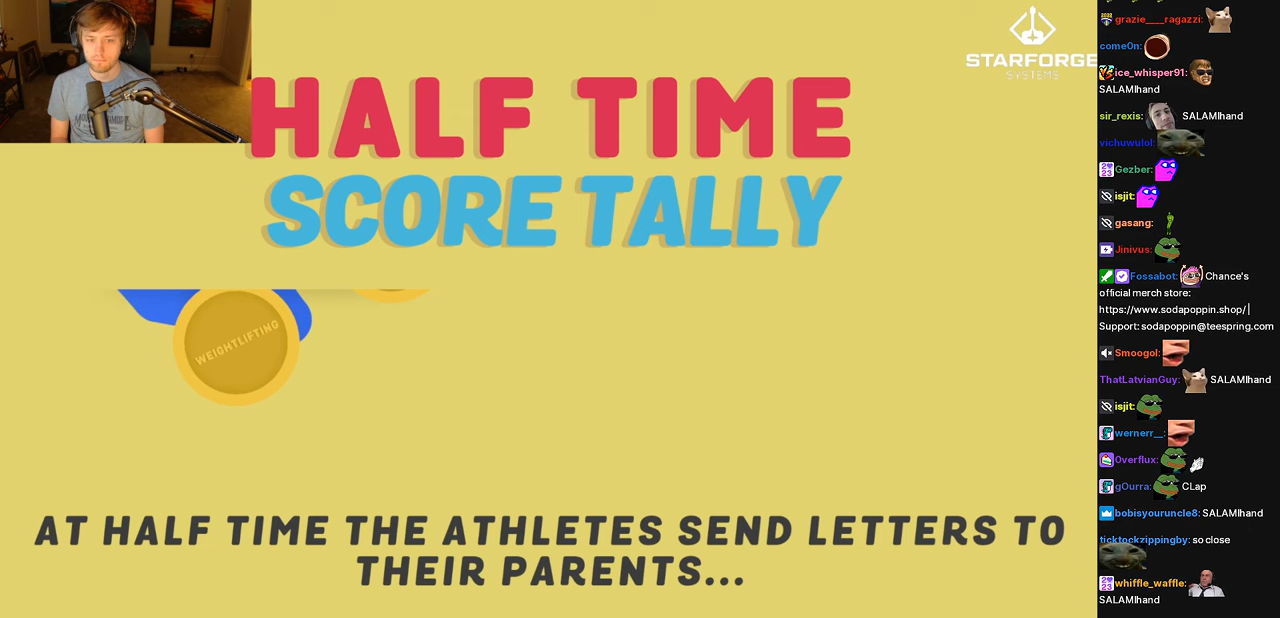 STARFORGE
SYSTEMS
HALF TIME
SCORE TALLY
WEIGHTLIFTING
AT HALF TIME THE ATHLETES SEND LETTERS TO
THEIR PARENTS...
grazie____ragazzi:
come0n:
ice_whisper91:
SALAMIhand
sir_rexis: SALAMIhand
vichuwulol:
Gezber:
isjit:
gasang:
Jinivus:
Fossabot: Chance's
official merch store:
https://www.sodapoppin.shop/ |
Support: sodapoppin@teespring.com
Smoogol:
ThatLatvianGuy: SALAMIhand
isjit:
wernerr__:
0verflux:
gOurra: CLap
bobisyouruncle8: SALAMIhand
ticktockzippingby: so close
whiffle_waffle:
SALAMIhand